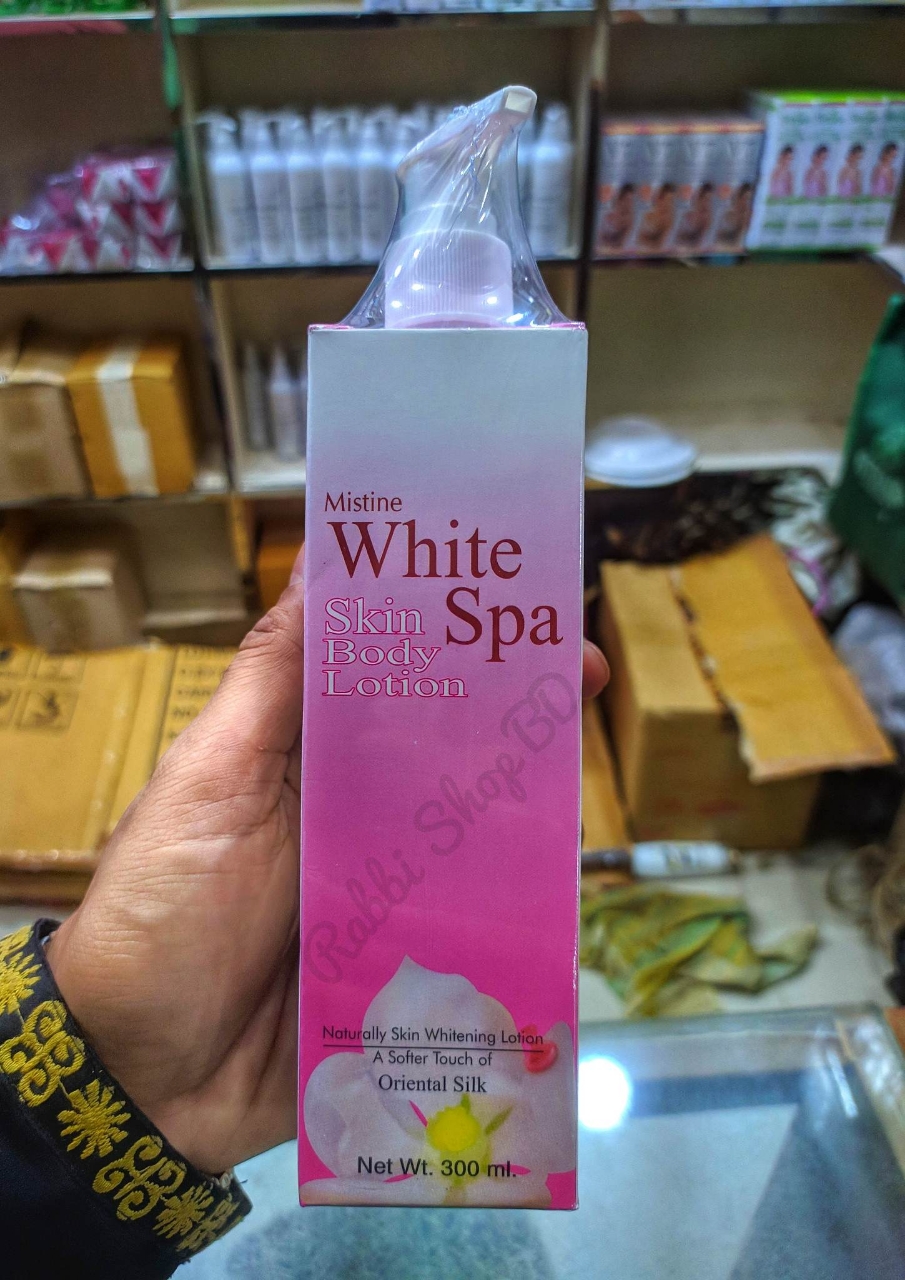 Mistine
White
Spa
Skin
Body
Lotion
Rabbi Shop BD
Naturally Skin Whitening Lotion
A Softer Touch of
Oriental Silk
Net Wt. 300 ml.